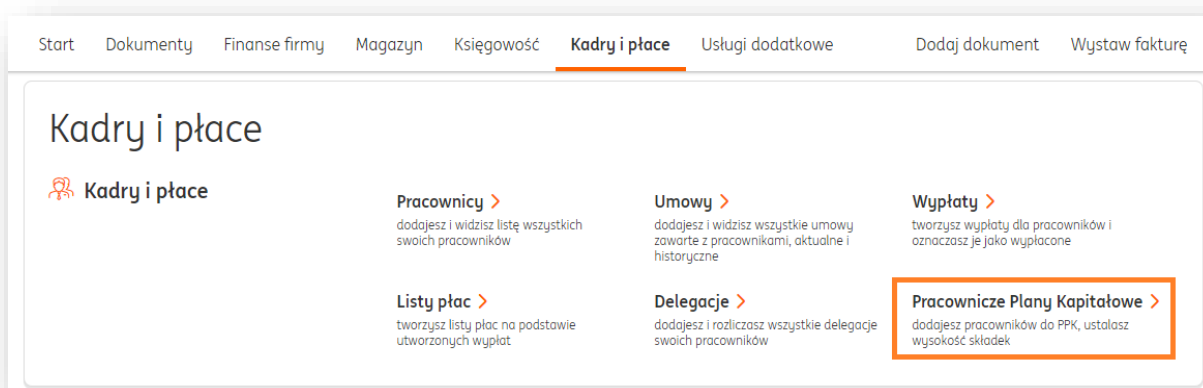 Start Dokumenty Finanse firmy Magazyn Księgowość Kadry i płace Usługi dodatkowe Dodaj dokument Wystaw fakturę
Kadry i płace
Kadry i płace
Pracownicy >
dodajesz i widzisz listę wszystkich
swoich pracowników
Umowy >
dodajesz i widzisz wszystkie umowy
zawarte z pracownikami, aktualne i
historyczne
Wypłaty >
tworzysz wypłaty dla pracowników i
oznaczasz je jako wypłacone
Listy płac >
tworzysz listy płac na podstawie
utworzonych wypłat
Delegacje >
dodajesz i rozliczasz wszystkie delegacje
swoich pracowników
Pracownicze Plany Kapitałowe >
dodajesz pracowników do PPK, ustalasz
wysokość składek